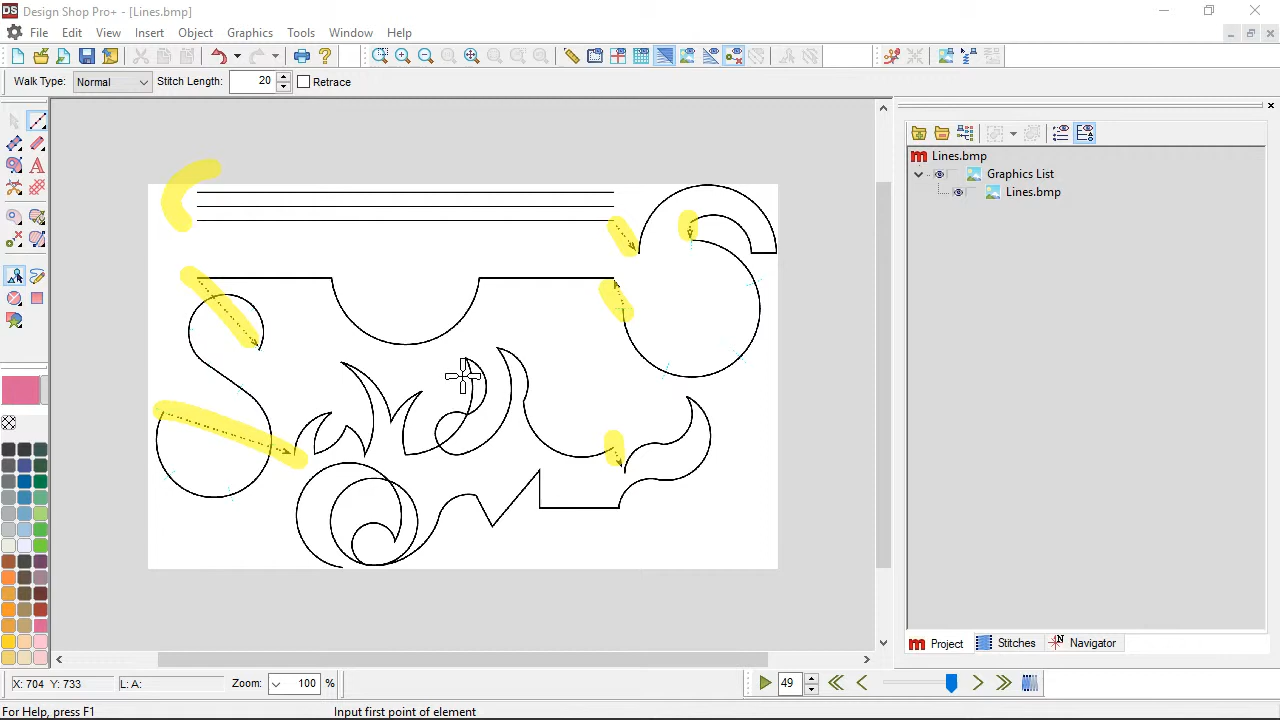 DS Design Shop Pro+ - [Lines.bmp]
File Edit View Insert Object Graphics Tools Window Help
Walk Type: Normal Stitch Length: 20 Retrace
Lines.bmp
Graphics List
Lines.bmp
Project Stitches Navigator
X: 704 Y: 733 L: A: Zoom: 100 % 49
For Help, press F1 Input first point of element